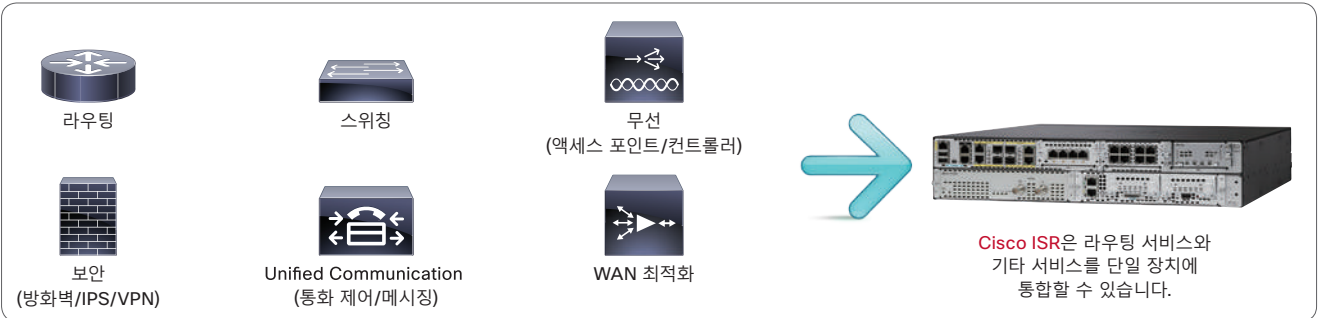 라우팅
스위칭
무선
(액세스 포인트/컨트롤러)
보안
(방화벽/IPS/VPN)
Unified Communication
(통화 제어/메시징)
WAN 최적화
Cisco ISR은 라우팅 서비스와
기타 서비스를 단일 장치에
통합할 수 있습니다.